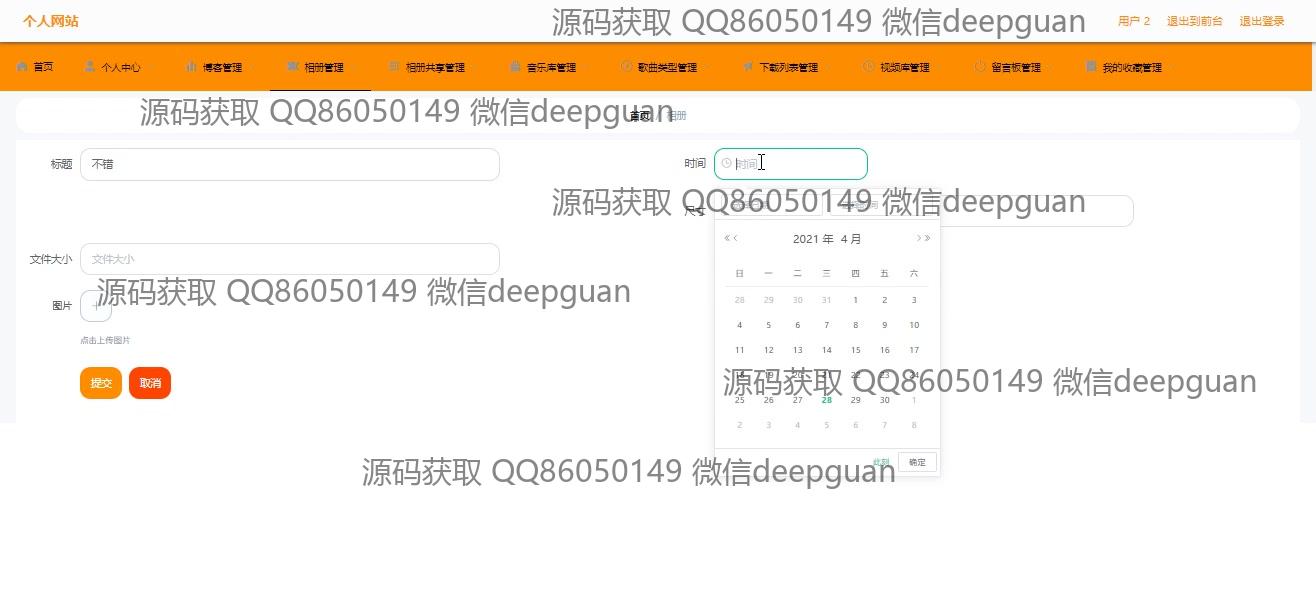 个人网站
源码获取 QQ86050149 微信deepguan
用户 2 退出到前台 退出登录
首页 个人中心 博客管理 相册管理 相册共享管理 音乐库管理 歌曲类型管理 下载列表管理 视频库管理 留言板管理 我的收藏管理
源码获取 QQ86050149 微信deepguan
首页 / 相册
标题 不错
时间 时间
源码获取 QQ86050149 微信deepguan
尺寸
2021 年 4 月
日 一 二 三 四 五 六
28 29 30 31 1 2 3
4 5 6 7 8 9 10
11 12 13 14 15 16 17
18 19 20 21 22 23 24
25 26 27 28 29 30 1
2 3 4 5 6 7 8
此刻 确定
文件大小 文件大小
源码获取 QQ86050149 微信deepguan
图片
点击上传图片
提交 取消
源码获取 QQ86050149 微信deepguan
源码获取 QQ86050149 微信deepguan